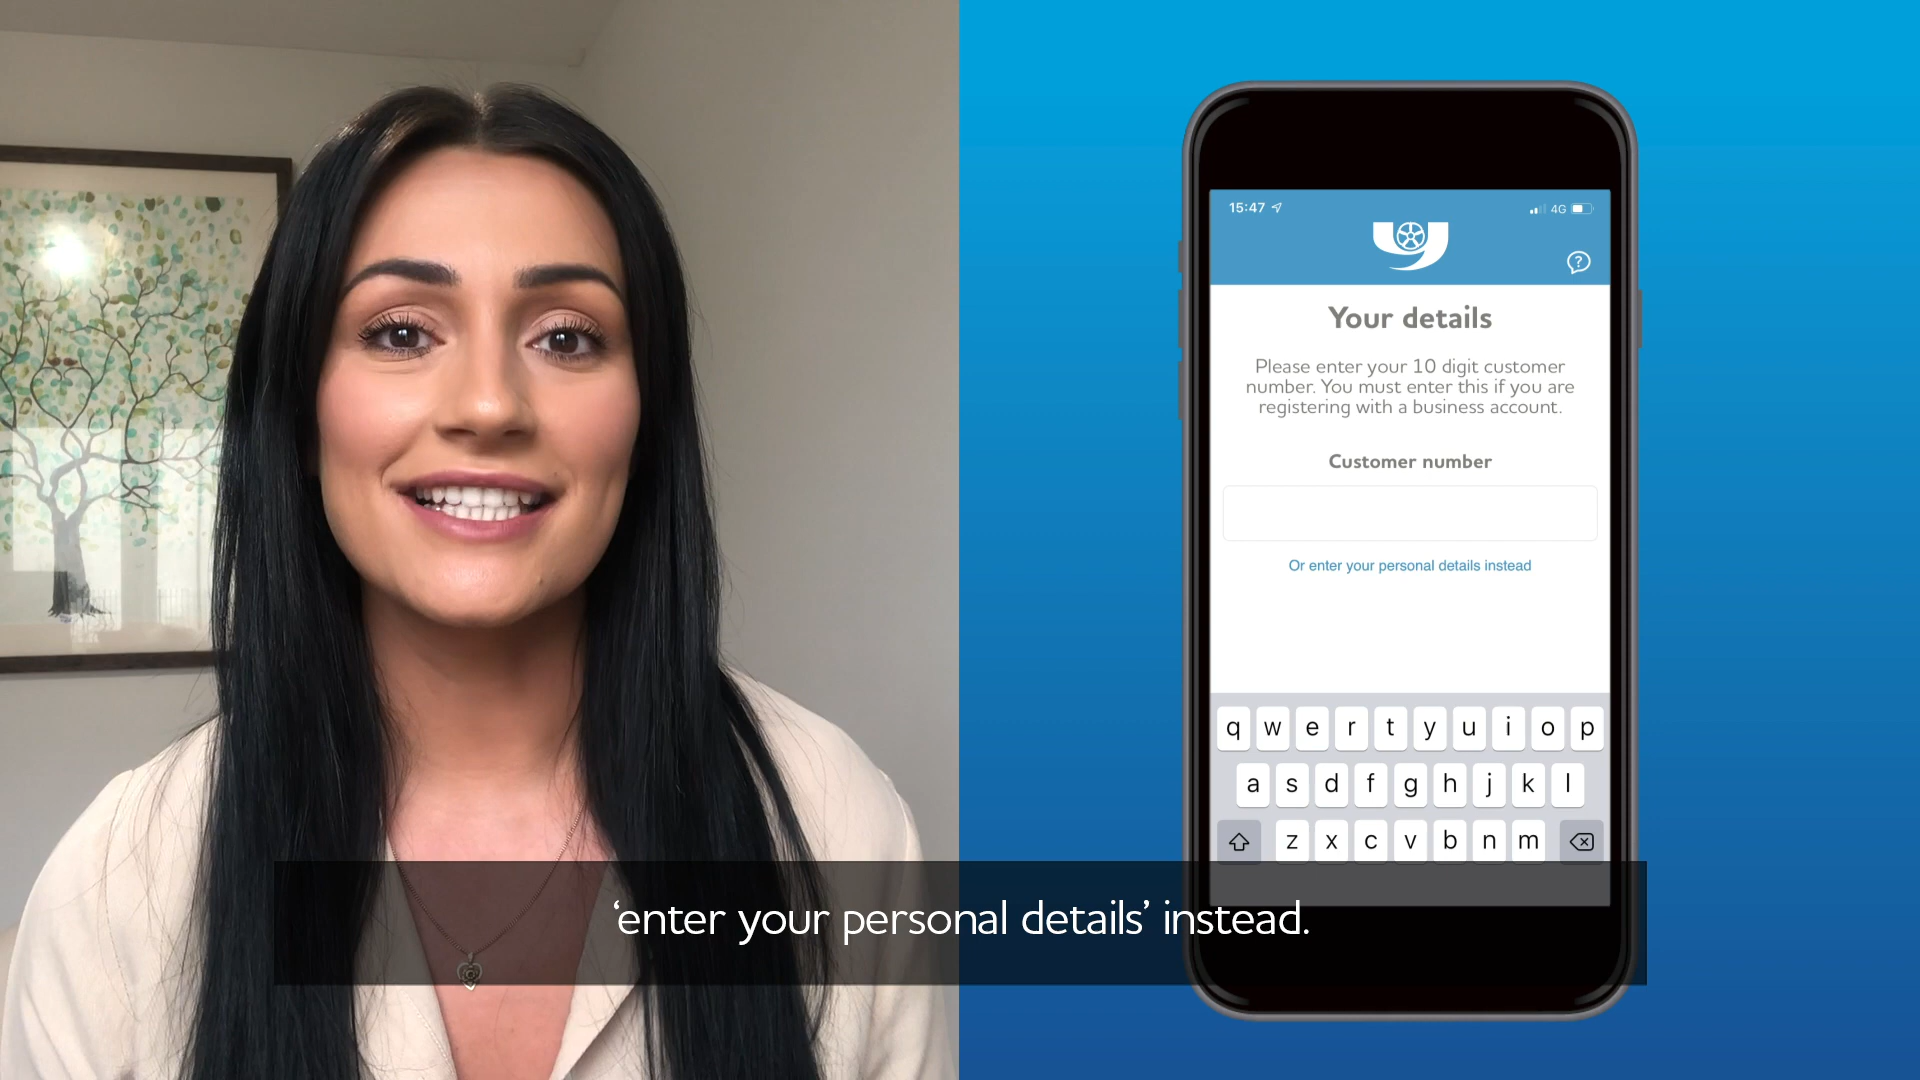 15:47
4G
Your details
Please enter your 10 digit customer
number. You must enter this if you are
registering with a business account.
Customer number
Or enter your personal details instead
q w e r t y u i o p
a s d f g h j k l
z x c v b n m
‘enter your personal details’ instead.